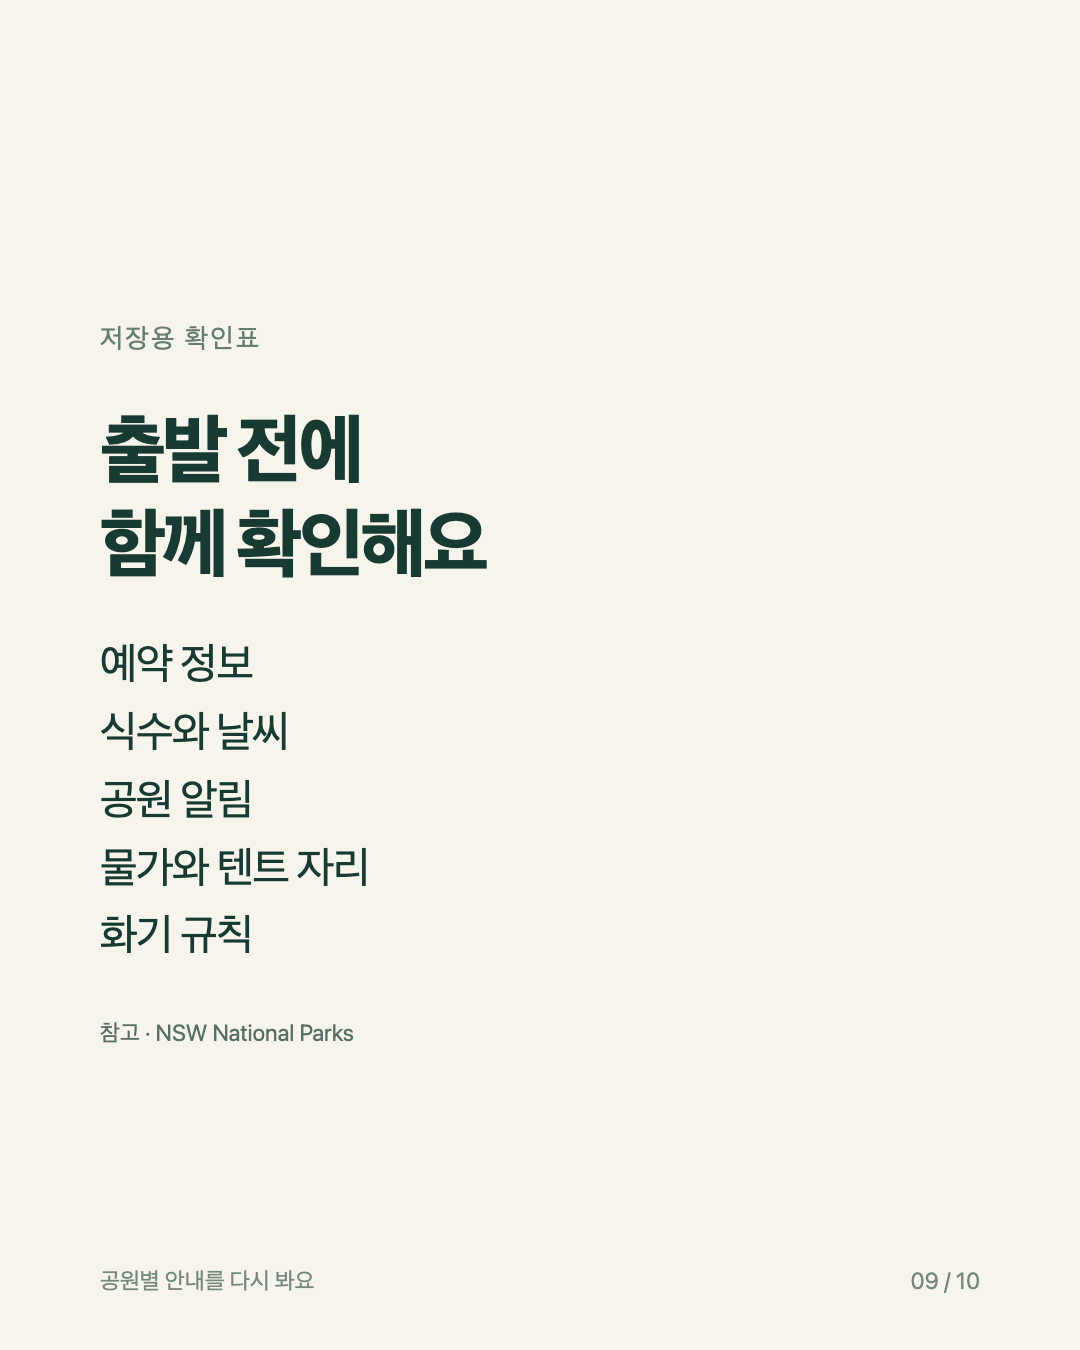 저장용 확인표
출발 전에
함께 확인해요
예약 정보
식수와 날씨
공원 알림
물가와 텐트 자리
화기 규칙
참고 · NSW National Parks
공원별 안내를 다시 봐요
09 / 10